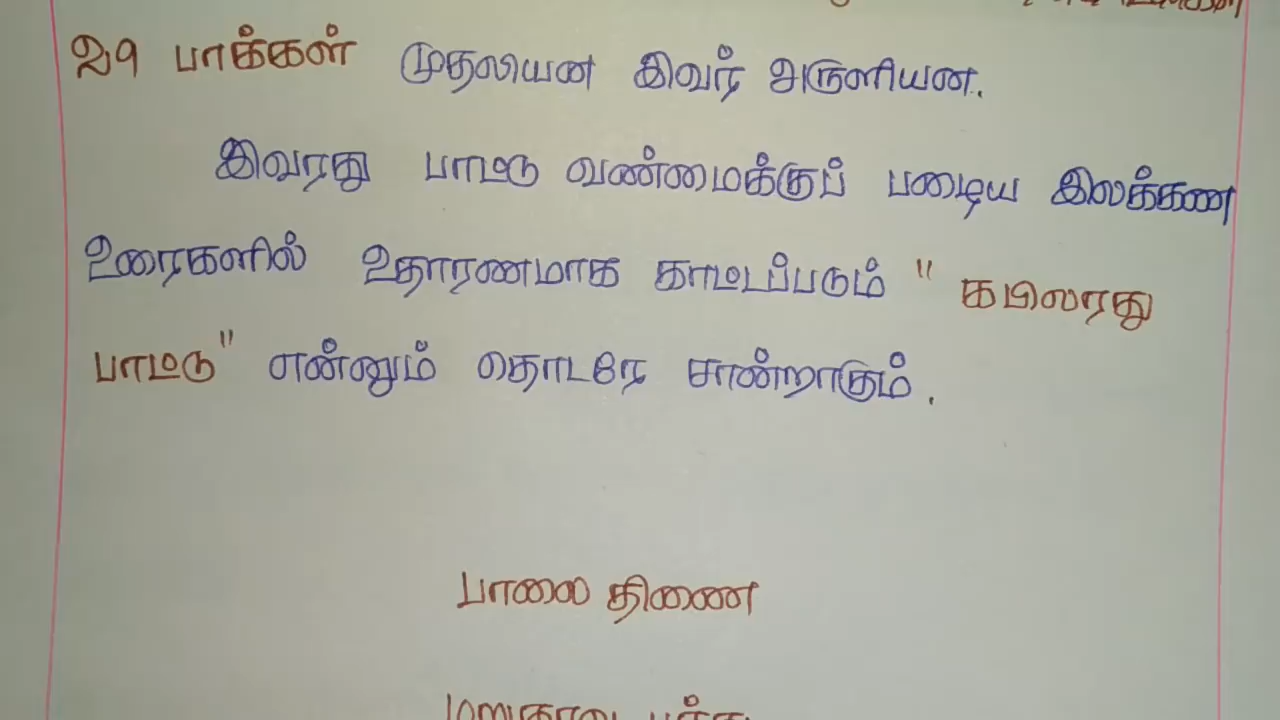 29 பாக்கள் முதலியன இவர் அருளியன.
இவரது பாட்டு வண்மைக்குப் பழைய இலக்கண
உரைகளில் உதாரணமாக காட்டப்படும் " கபிலரது
பாட்டு" என்னும் தொடரே சான்றாகும்.
பாலை திணை